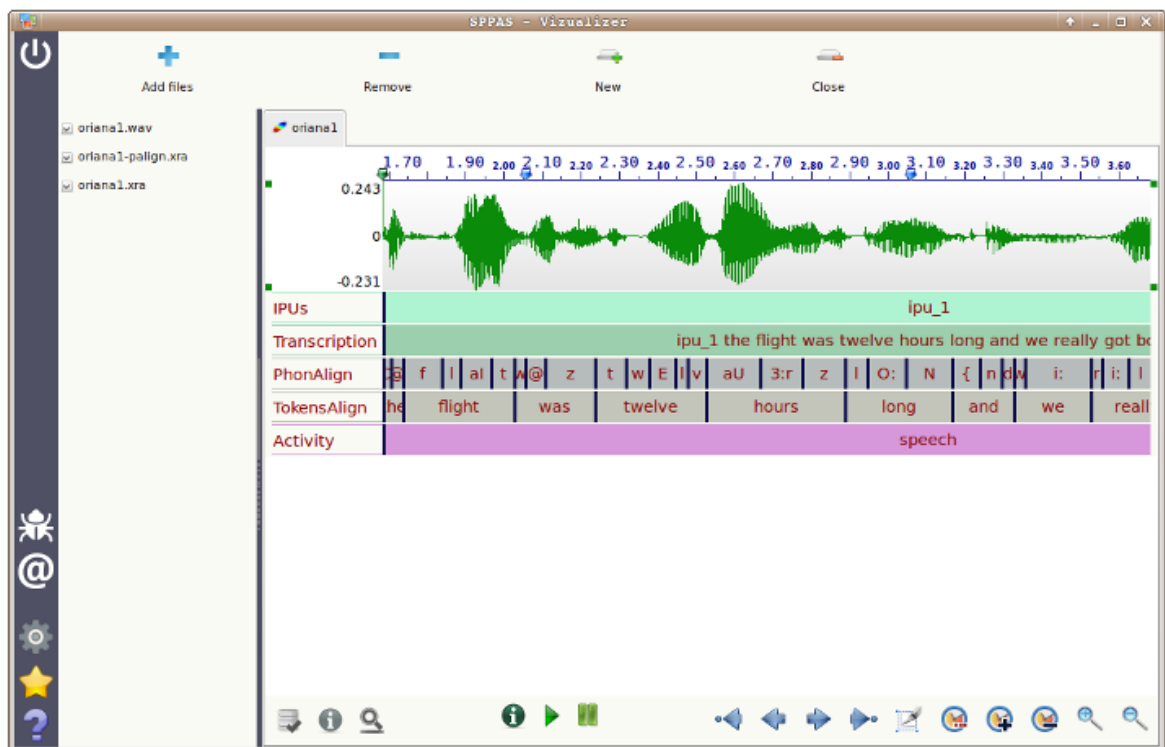 SPPAS - Vizualizer
Add files Remove New Close
oriana1.wav
oriana1-palign.xra
oriana1.xra
oriana1
1.70 1.90 2.00 2.10 2.20 2.30 2.40 2.50 2.60 2.70 2.80 2.90 3.00 3.10 3.20 3.30 3.40 3.50 3.60
0.243
0
-0.231
IPUs ipu_1
Transcription ipu_1 the flight was twelve hours long and we really got bo
PhonAlign @ f l aI t w @ z t w E l v aU 3:r z l O: N { n d w i: r i: l
TokensAlign he flight was twelve hours long and we reall
Activity speech
@
?